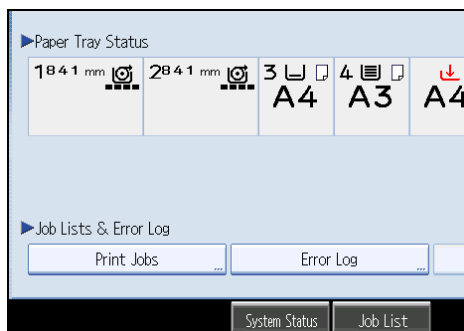 Paper Tray Status
1 841 mm 2 841 mm 3 4
A4 A3 A4
Job Lists & Error Log
Print Jobs ... Error Log ...
System Status Job List